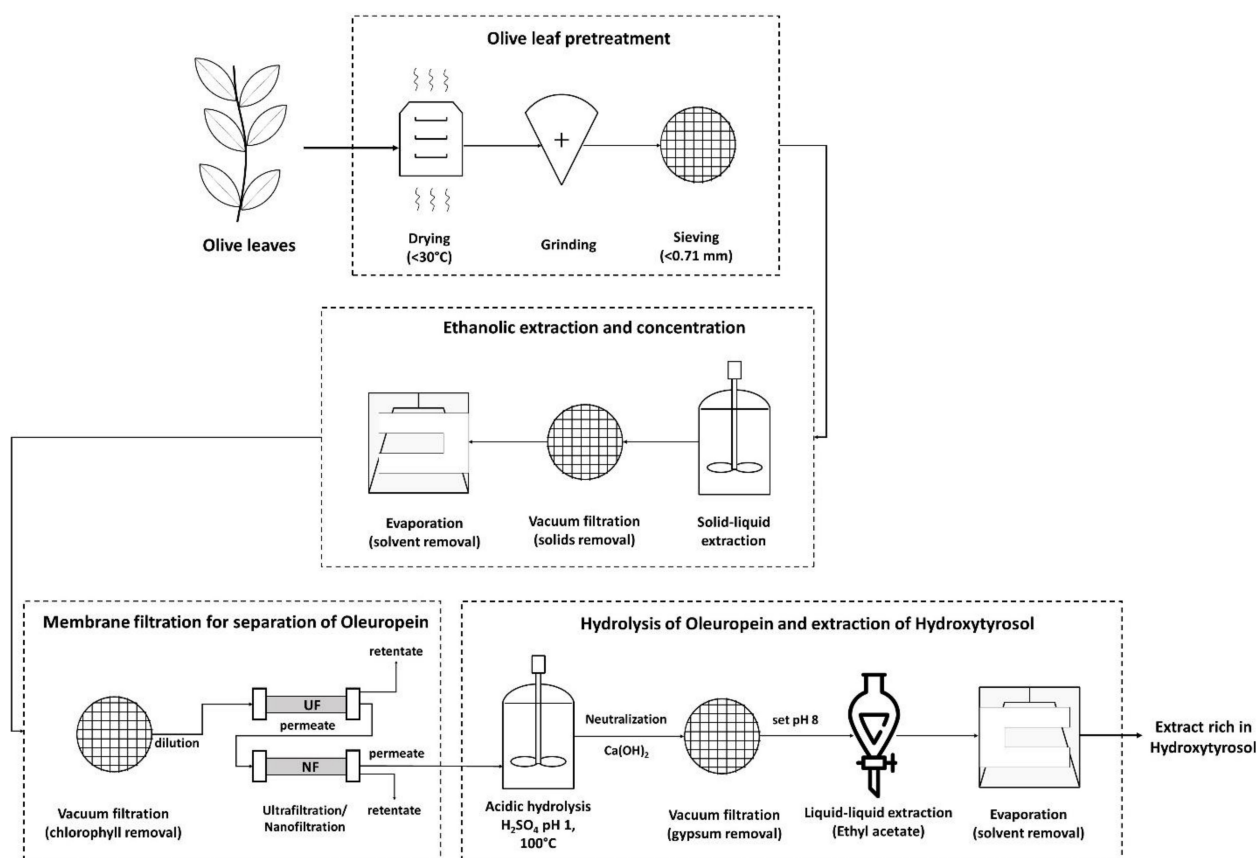 Olive leaf pretreatment
Olive leaves
Drying
(<30°C)
Grinding
Sieving
(<0.71 mm)
Ethanolic extraction and concentration
Evaporation
(solvent removal)
Vacuum filtration
(solids removal)
Solid-liquid
extraction
Membrane filtration for separation of Oleuropein
retentate
UF
permeate
dilution
NF
permeate
retentate
Vacuum filtration
(chlorophyll removal)
Ultrafiltration/
Nanofiltration
Hydrolysis of Oleuropein and extraction of Hydroxytyrosol
Neutralization
Ca(OH)₂
set pH 8
Acidic hydrolysis
H₂SO₄ pH 1,
100°C
Vacuum filtration
(gypsum removal)
Liquid-liquid extraction
(Ethyl acetate)
Evaporation
(solvent removal)
Extract rich in
Hydroxytyrosol